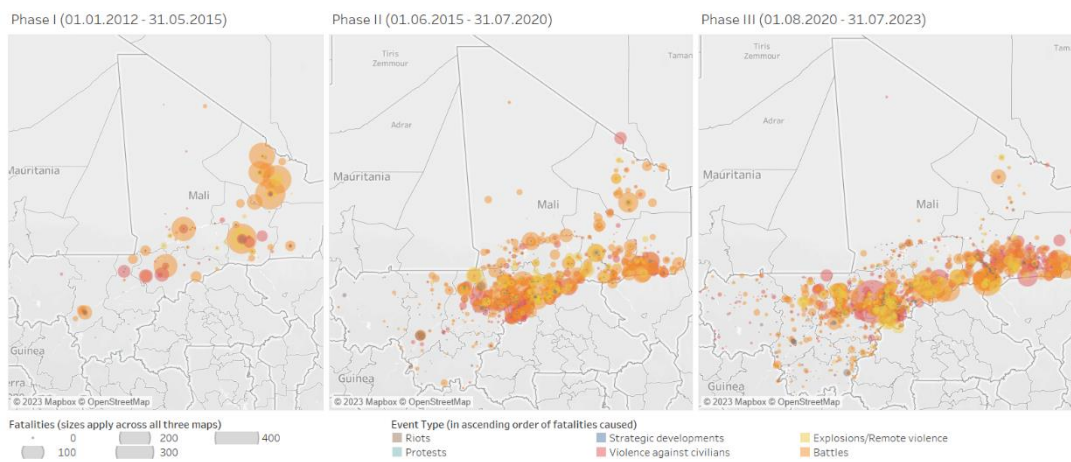 Phase I (01.01.2012 - 31.05.2015)
Phase II (01.06.2015 - 31.07.2020)
Phase III (01.08.2020 - 31.07.2023)
Mauritania
Mali
Guinea
erra
© 2023 Mapbox © OpenStreetMap
Tiris
Zemmour
Taman
Adrar
Mauritania
Mali
Guinea
© 2023 Mapbox © OpenStreetMap
Tiris
Zemmour
Tam
Adrar
Mauritania
Mali
Guinea
© 2023 Mapbox © OpenStreetMap
Fatalities (sizes apply across all three maps)
0 200 400
100 300
Event Type (in ascending order of fatalities caused)
Riots Strategic developments Explosions/Remote violence
Protests Violence against civilians Battles